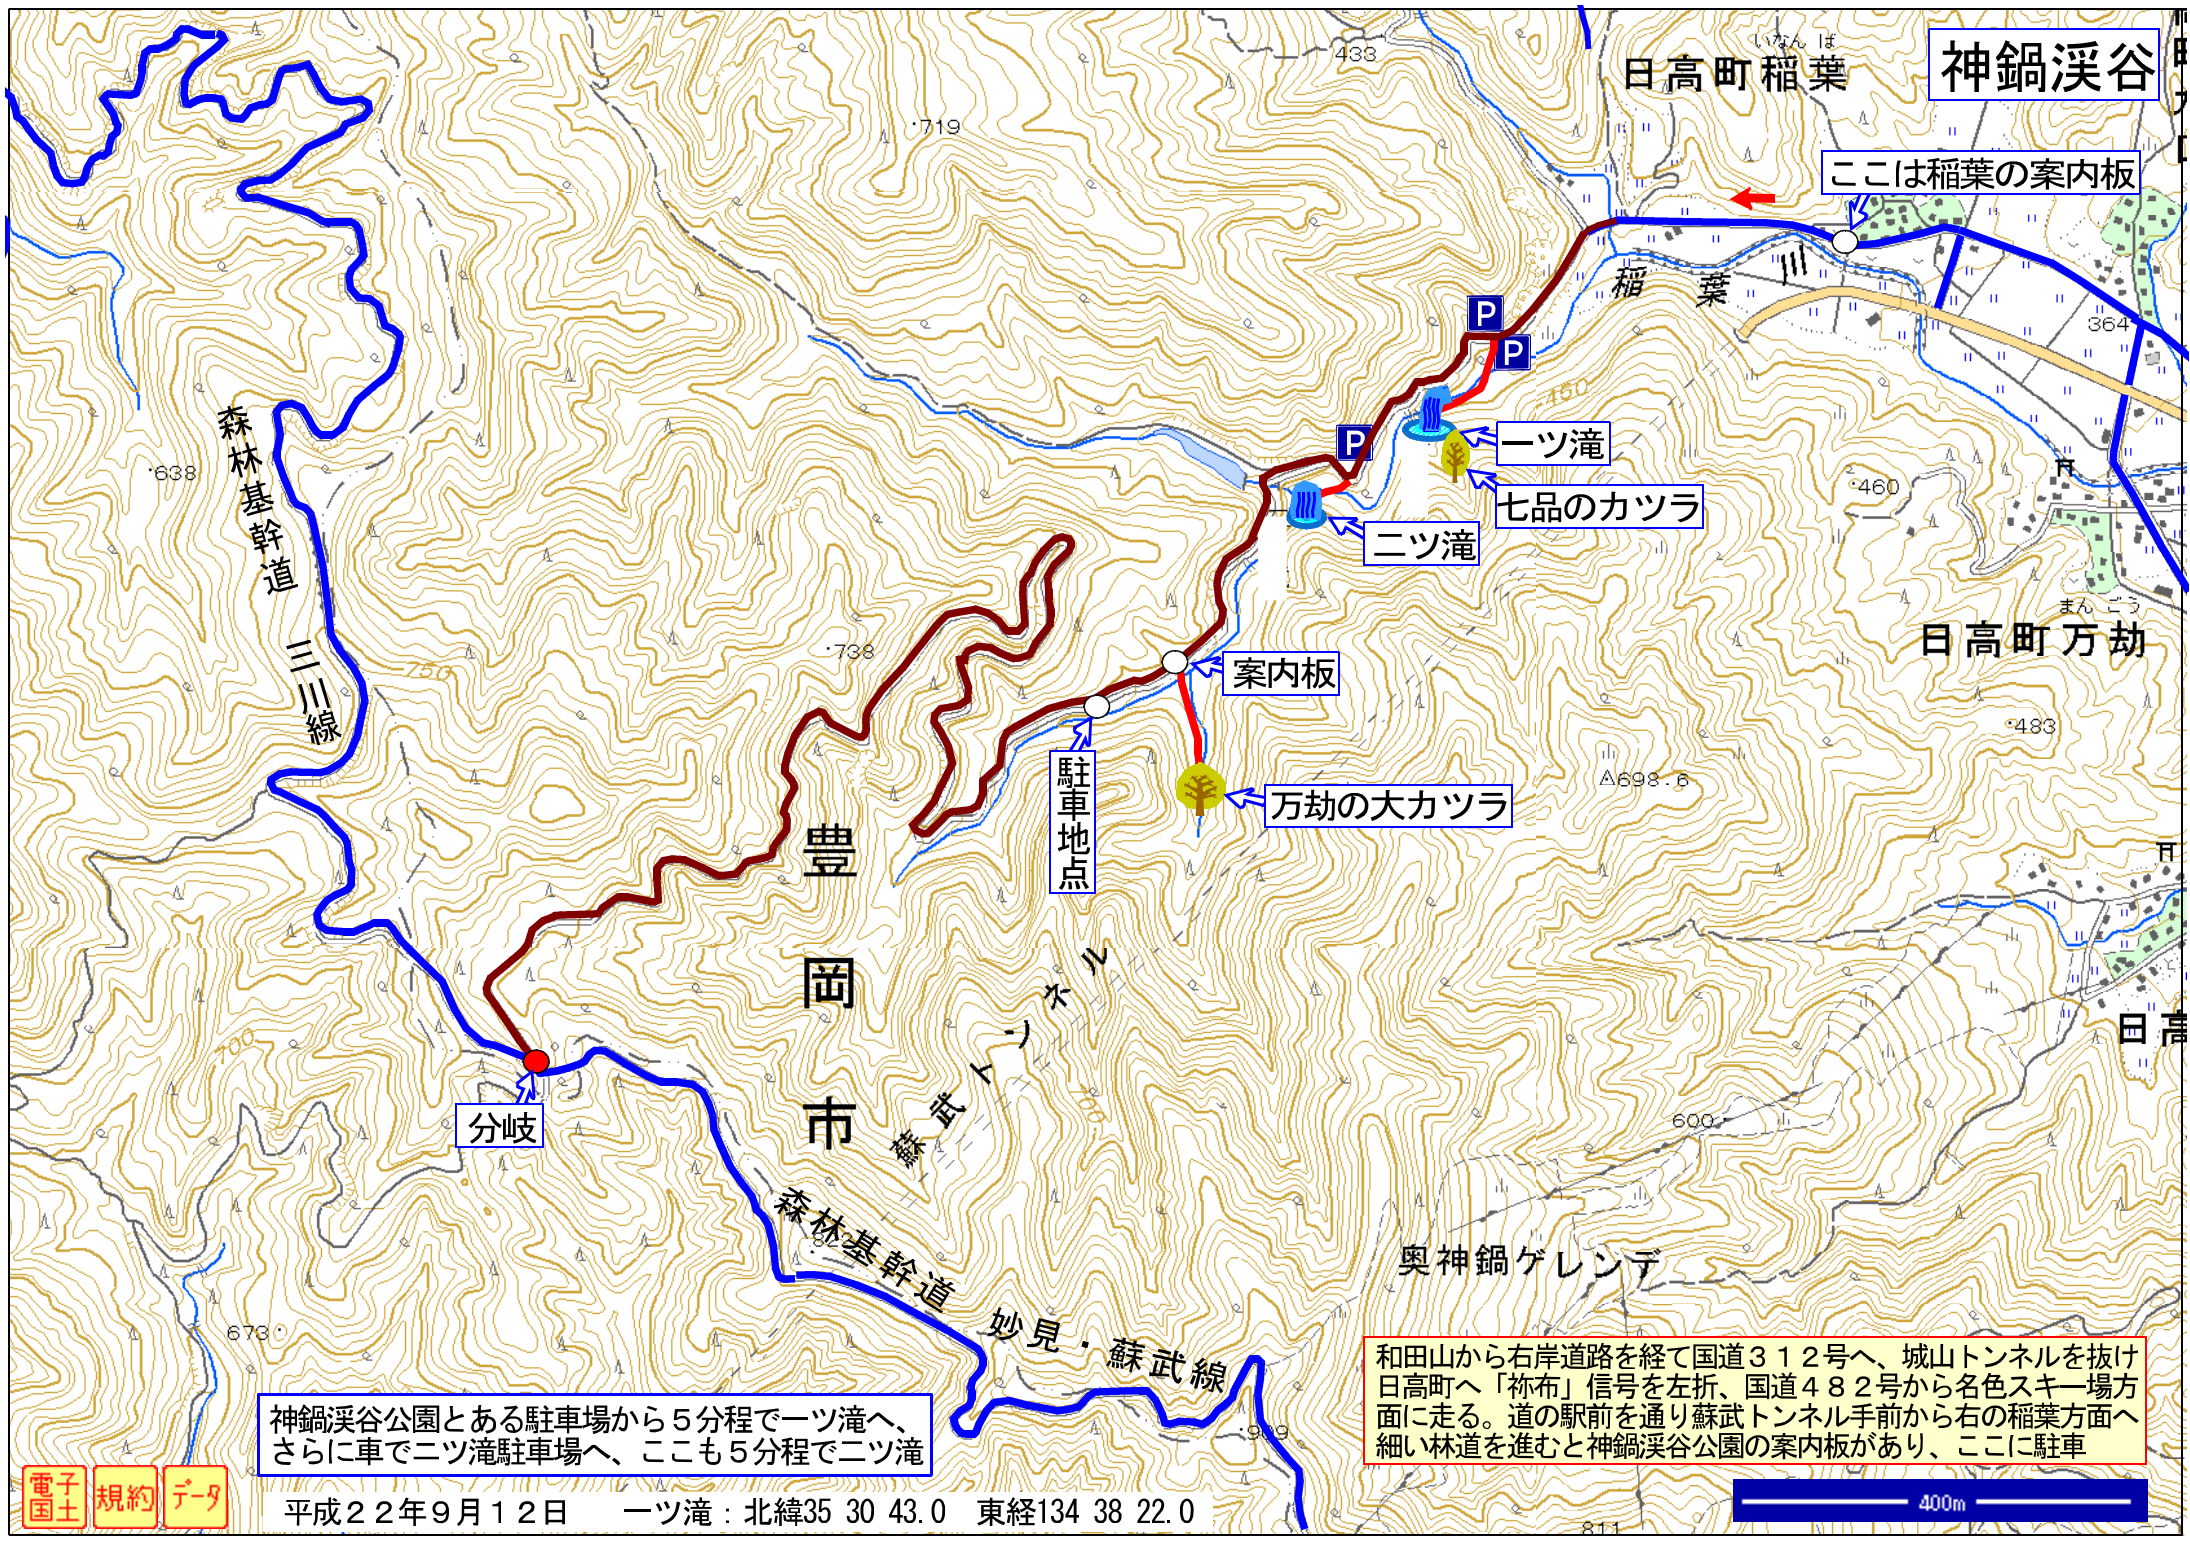 神鍋渓谷
433
いなんば
日高町稲葉
ここは稲葉の案内板
719
稲葉川
P
P
P
364
450
一ツ滝
七品のカツラ
二ツ滝
460
638
森林基幹道 三川線
まんごう
日高町万劫
738
750
案内板
483
698.6
駐車地点
万劫の大カツラ
豊岡市
蘇武トンネル
700
日高
分岐
600
森林基幹道 妙見・蘇武線
奥神鍋ゲレンデ
673
909
和田山から右岸道路を経て国道312号へ、城山トンネルを抜け
日高町へ「祢布」信号を左折、国道482号から名色スキー場方
面に走る。道の駅前を通り蘇武トンネル手前から右の稲葉方面へ
細い林道を進むと神鍋渓谷公園の案内板があり、ここに駐車
神鍋渓谷公園とある駐車場から5分程で一ツ滝へ、
さらに車で二ツ滝駐車場へ、ここも5分程で二ツ滝
電子国土
規約
データ
平成22年9月12日 一ツ滝：北緯35 30 43.0 東経134 38 22.0
400m
811